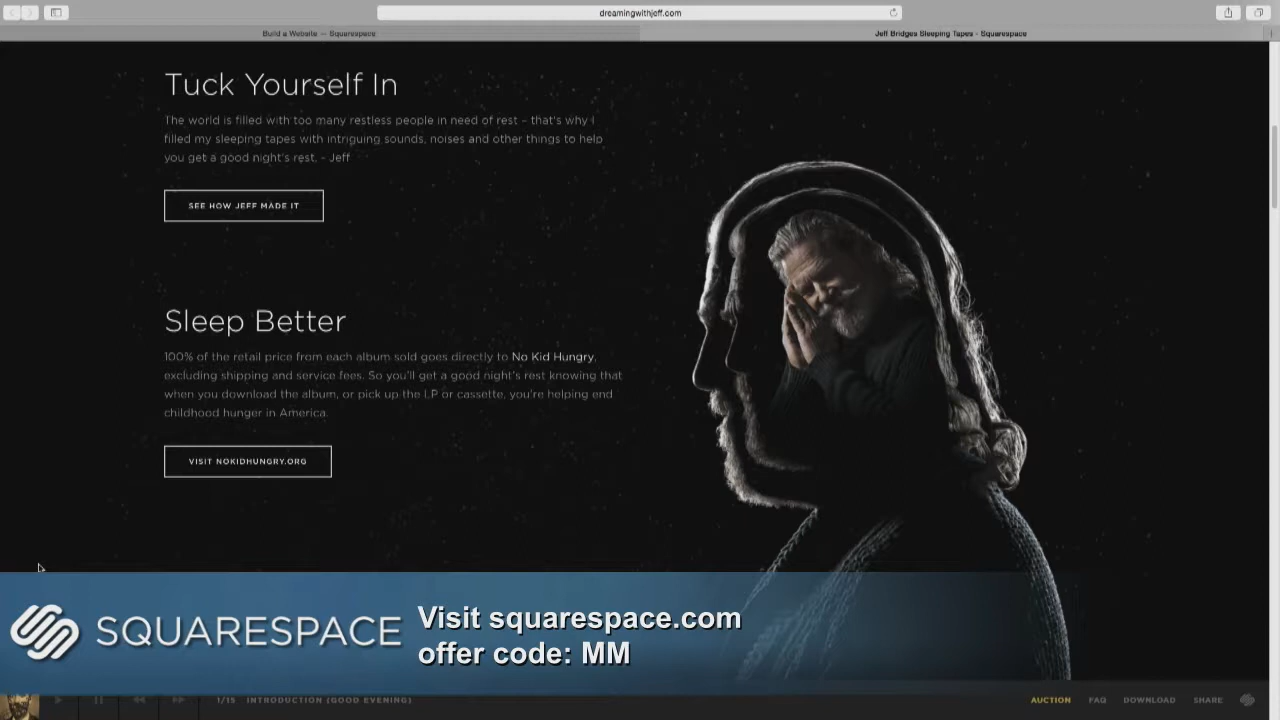 dreamingwithjeff.com
Build a Website — Squarespace
Jeff Bridges Sleeping Tapes - Squarespace
Tuck Yourself In
The world is filled with too many restless people in need of rest – that's why I
filled my sleeping tapes with intriguing sounds, noises and other things to help
you get a good night's rest. - Jeff
SEE HOW JEFF MADE IT
Sleep Better
100% of the retail price from each album sold goes directly to No Kid Hungry,
excluding shipping and service fees. So you'll get a good night's rest knowing that
when you download the album, or pick up the LP or cassette, you're helping end
childhood hunger in America.
VISIT NOKIDHUNGRY.ORG
SQUARESPACE
Visit squarespace.com
offer code: MM
1/15 INTRODUCTION (GOOD EVENING)
AUCTION FAQ DOWNLOAD SHARE